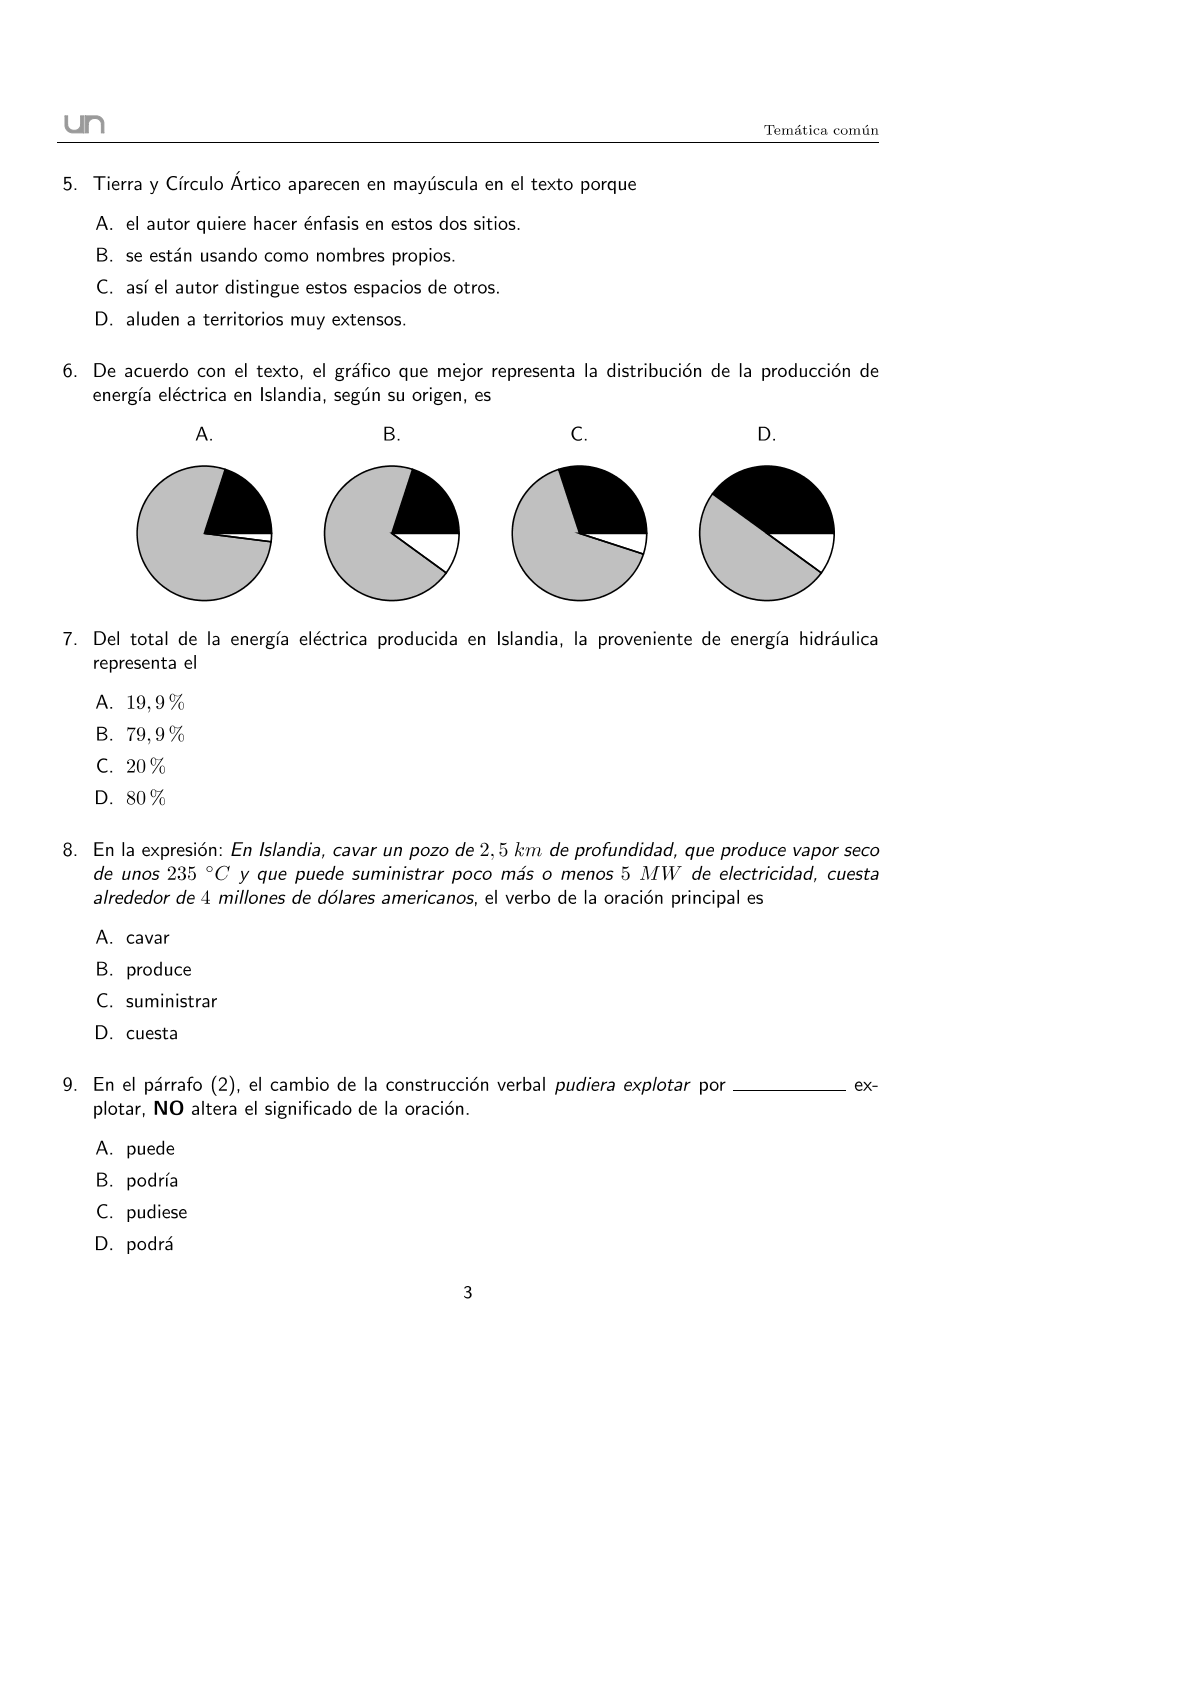 un
Temática común
5. Tierra y Círculo Ártico aparecen en mayúscula en el texto porque
A. el autor quiere hacer énfasis en estos dos sitios.
B. se están usando como nombres propios.
C. así el autor distingue estos espacios de otros.
D. aluden a territorios muy extensos.
6. De acuerdo con el texto, el gráfico que mejor representa la distribución de la producción de
energía eléctrica en Islandia, según su origen, es
A. B. C. D.
7. Del total de la energía eléctrica producida en Islandia, la proveniente de energía hidráulica
representa el
A. 19, 9 %
B. 79, 9 %
C. 20 %
D. 80 %
8. En la expresión: En Islandia, cavar un pozo de 2, 5 km de profundidad, que produce vapor seco
de unos 235 °C y que puede suministrar poco más o menos 5 MW de electricidad, cuesta
alrededor de 4 millones de dólares americanos, el verbo de la oración principal es
A. cavar
B. produce
C. suministrar
D. cuesta
9. En el párrafo (2), el cambio de la construcción verbal pudiera explotar por ____________ ex-
plotar, NO altera el significado de la oración.
A. puede
B. podría
C. pudiese
D. podrá
3